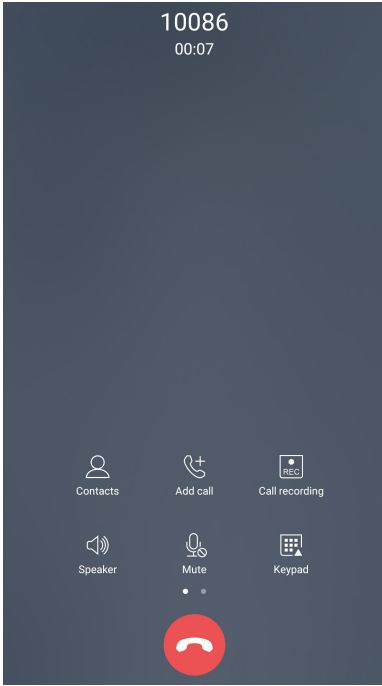 10086
00:07
Contacts
Add call
REC
Call recording
Speaker
Mute
Keypad